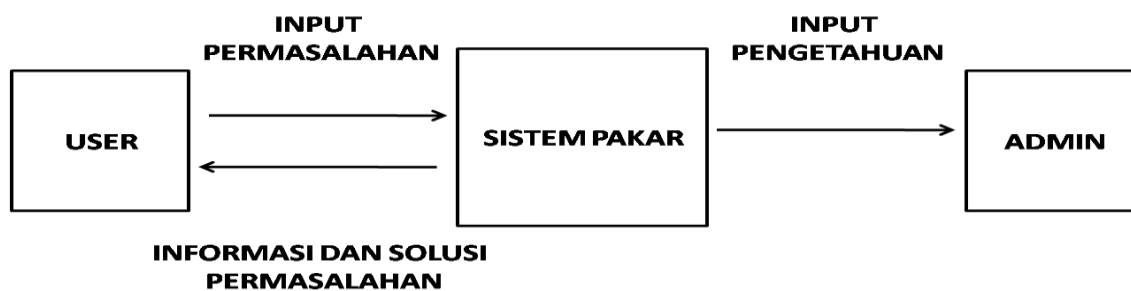 INPUT
PERMASALAHAN
INPUT
PENGETAHUAN
USER
SISTEM PAKAR
ADMIN
INFORMASI DAN SOLUSI
PERMASALAHAN